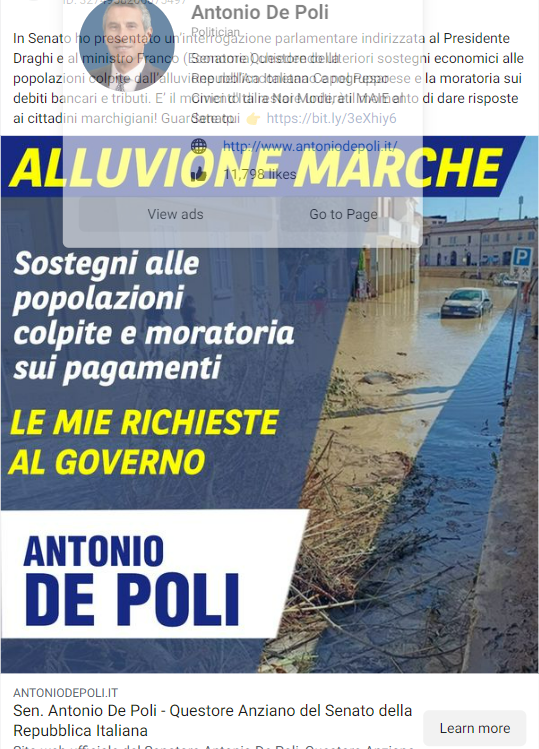 Antonio De Poli
Politician
In Senato ho presentato un'interrogazione parlamentare indirizzata al Presidente
Draghi e al ministro Franco ulteriori sostegni economici alle
popolazioni colpite dall'alluvione e la moratoria sui
debiti bancari e tributi. E' il di dare risposte
ai cittadini marchigiani! Guardate qui 👉 https://bit.ly/3eXhiy6
http://www.antoniodepoli.it/
11,798 likes
View ads
Go to Page
ALLUVIONE MARCHE
P
Sostegni alle
popolazioni
colpite e moratoria
sui pagamenti
LE MIE RICHIESTE
AL GOVERNO
ANTONIO
DE POLI
ANTONIODEPOLI.IT
Sen. Antonio De Poli - Questore Anziano del Senato della
Repubblica Italiana
Learn more